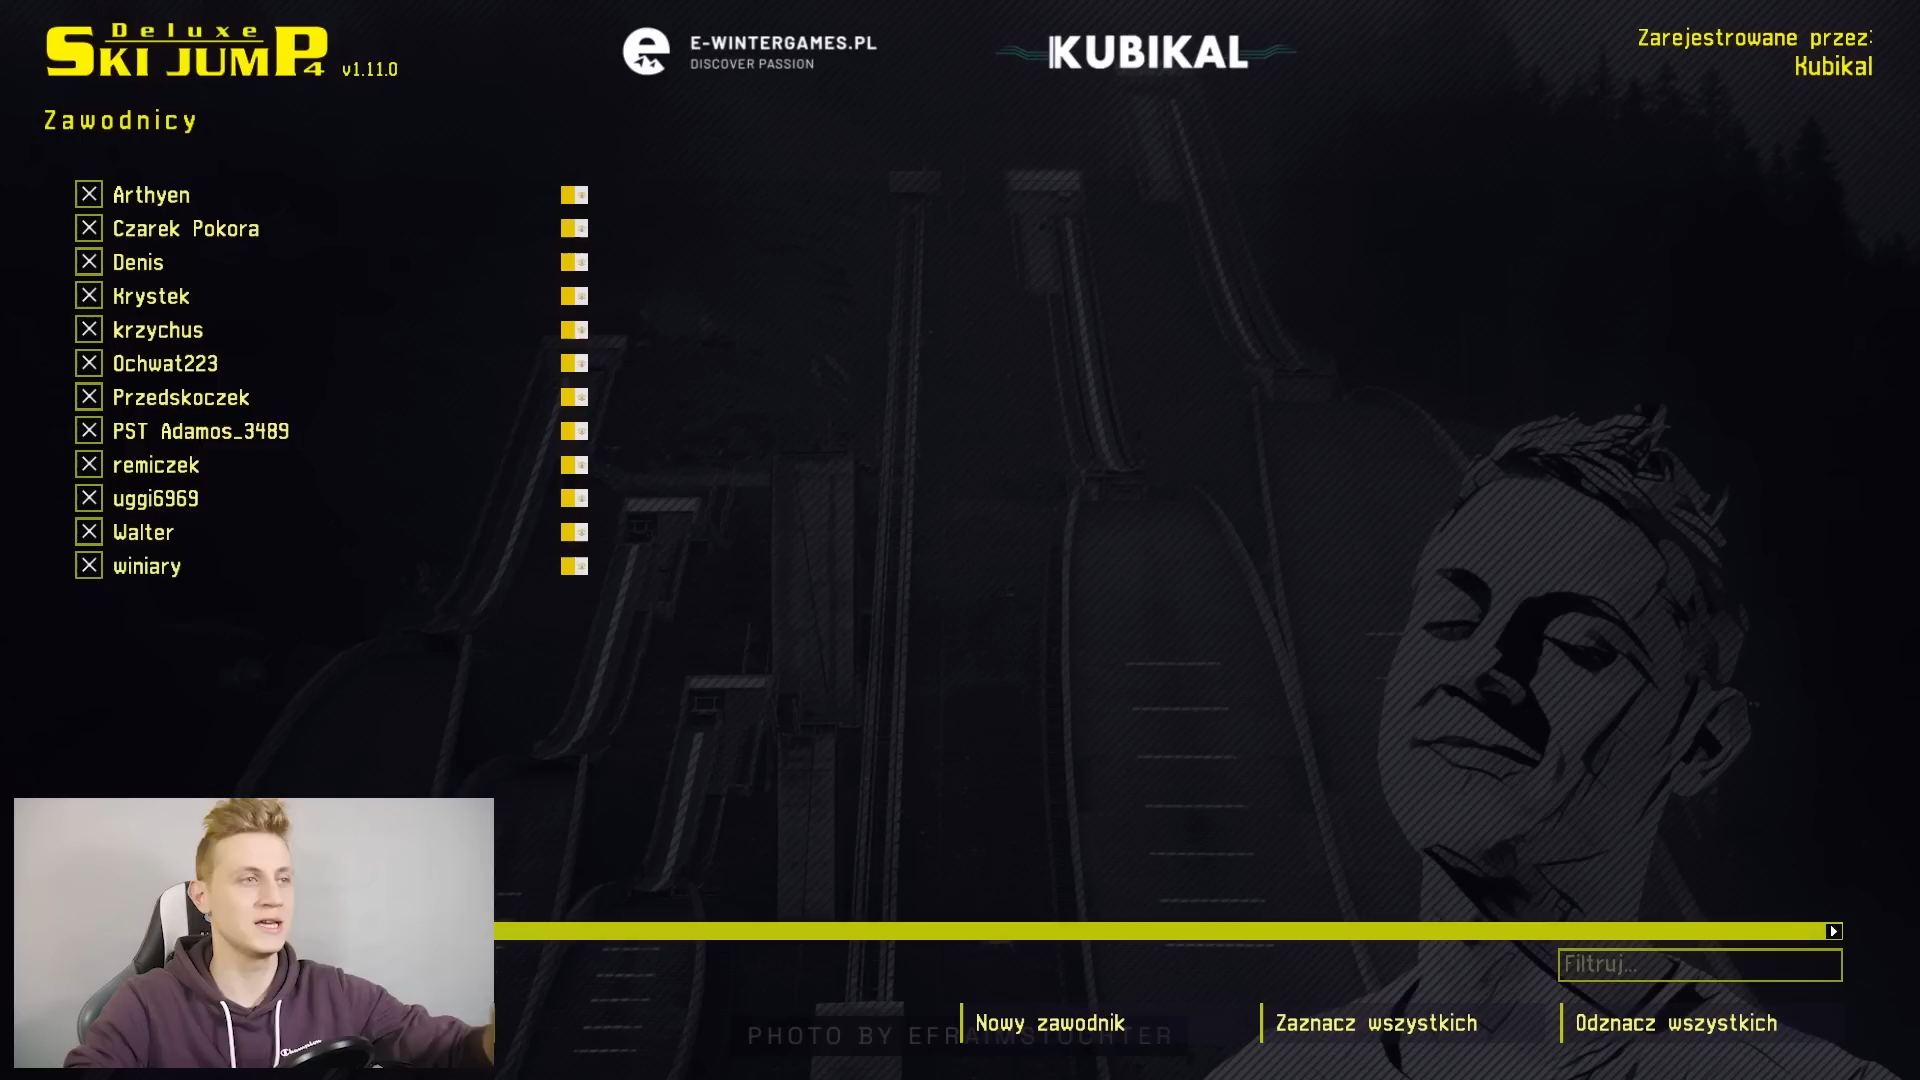 Deluxe
SKI JUMP 4 v1.11.0
E-WINTERGAMES.PL
DISCOVER PASSION
KUBIKAL
Zarejestrowane przez:
Kubikal
Zawodnicy
Arthyen
Czarek Pokora
Denis
Krystek
krzychus
Ochwat223
Przedskoczek
PST Adamos_3489
remiczek
uggi6969
Walter
winiary
Champion
Filtruj...
Nowy zawodnik
Zaznacz wszystkich
Odznacz wszystkich
PHOTO BY EFRAIMSTOCHTER